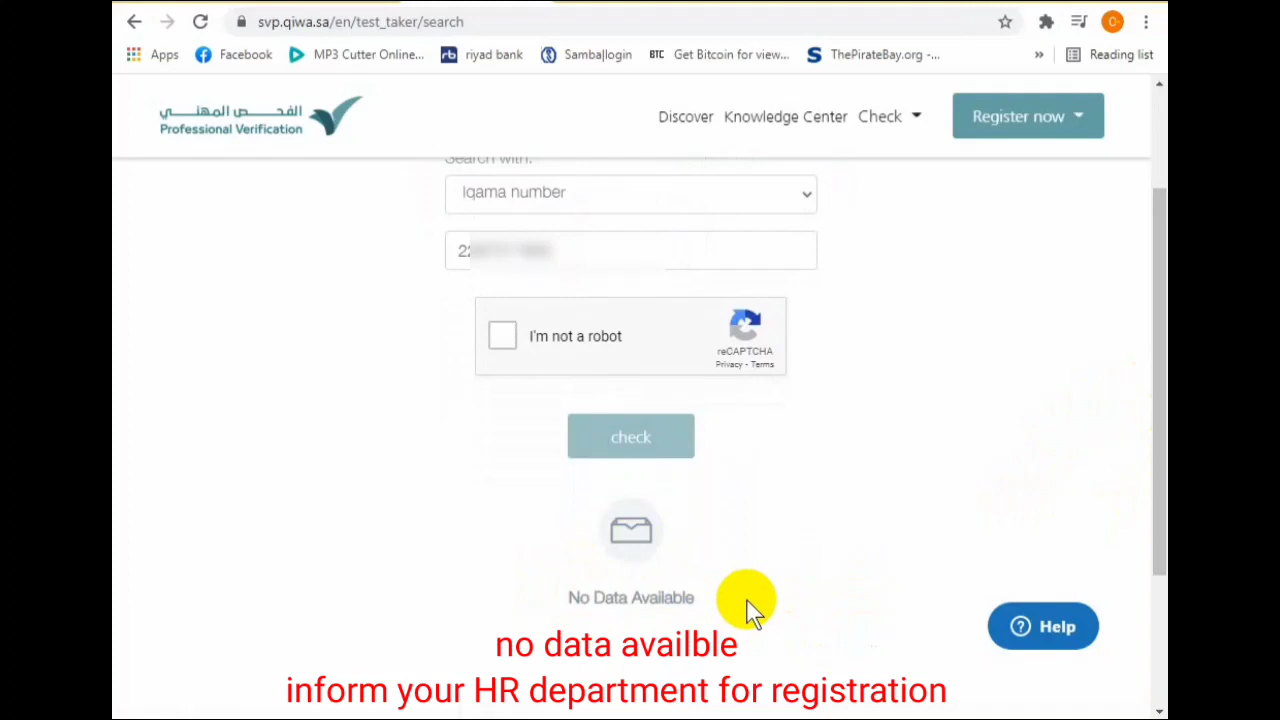 svp.qiwa.sa/en/test_taker/search
Apps Facebook MP3 Cutter Online... rb riyad bank Samba|login BTC Get Bitcoin for view... S ThePirateBay.org -... » Reading list
الفحص المهني
Professional Verification
Discover Knowledge Center Check Register now
Search with:
Iqama number
22
I'm not a robot
reCAPTCHA
Privacy - Terms
check
No Data Available
Help
no data availble
inform your HR department for registration